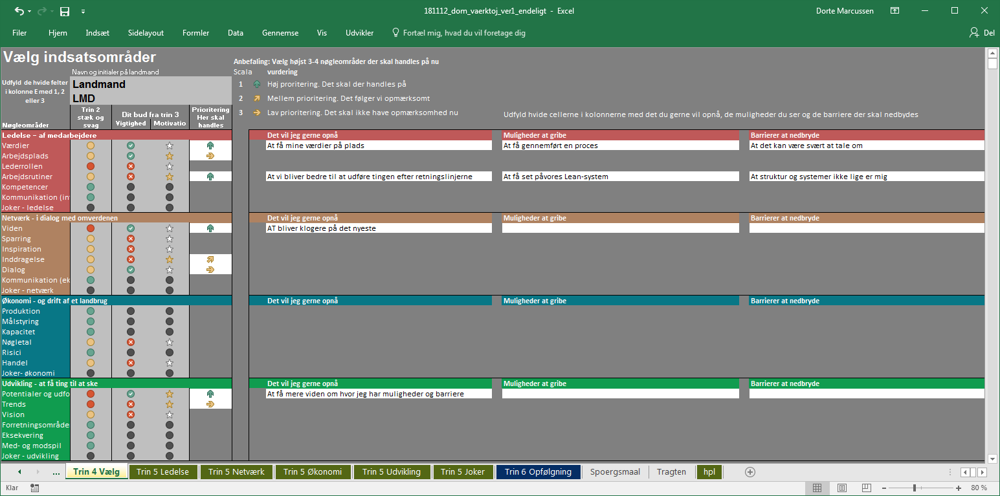 181112_dom_vaerktoj_ver1_endeligt - Excel
Dorte Marcussen
Filer Hjem Indsæt Sidelayout Formler Data Gennemse Vis Udvikler Fortæl mig, hvad du vil foretage dig Del
Vælg indsatsområder
Navn og initialer på landmand
Udfyld de hvide felter
i kolonne E med 1, 2
eller 3
Landmand
LMD
Anbefaling: Vælg højst 3-4 nøgleområder der skal handles på nu
Scala vurdering
1 Høj proritering. Det skal der handles på
2 Mellem prioritering. Det følger vi opmærksomt
3 Lav prioritering. Det skal ikke have opmærksomhed nu
Udfyld hvide cellerne i kolonnerne med det du gerne vil opnå, de muligheder du ser og de barriere der skal nedbydes
Nøgleområder
Trin 2
stæk og
svag
Dit bud fra trin 3
Vigtighed Motivatio
Prioritering
Her skal
handles
Ledelse – af medarbejdere Det vil jeg gerne opnå Muligheder at gribe Barrierer at nedbryde
Værdier At få mine værdier på plads At få gennemført en proces At det kan være svært at tale om
Arbejdsplads
Lederrollen
Arbejdsrutiner At vi bliver bedre til at udføre tingen efter retningslinjerne At få set påvores Lean-system At struktur og systemer ikke lige er mig
Kompetencer
Kommunikation (in
Joker - ledelse
Netværk - i dialog med omverdenen Det vil jeg gerne opnå Muligheder at gribe Barrierer at nedbryde
Viden AT bliver klogere på det nyeste
Sparring
Inspiration
Inddragelse
Dialog
Kommunikation (ek
Joker - netværk
Økonomi - og drift af et landbrug Det vil jeg gerne opnå Muligheder at gribe Barrierer at nedbryde
Produktion
Målstyring
Kapacitet
Nøgletal
Risici
Handel
Joker- økonomi
Udvikling - at få ting til at ske Det vil jeg gerne opnå Muligheder at gribe Barrierer at nedbryde
Potentialer og udfo At få mere viden om hvor jeg har muligheder og barriere
Trends
Vision
Forretningsområde
Eksekvering
Med- og modspil
Joker - udvikling
... Trin 4 Vælg Trin 5 Ledelse Trin 5 Netværk Trin 5 Økonomi Trin 5 Udvikling Trin 5 Joker Trin 6 Opfølgning Spoergsmaal Tragten hpl
Klar 80 %